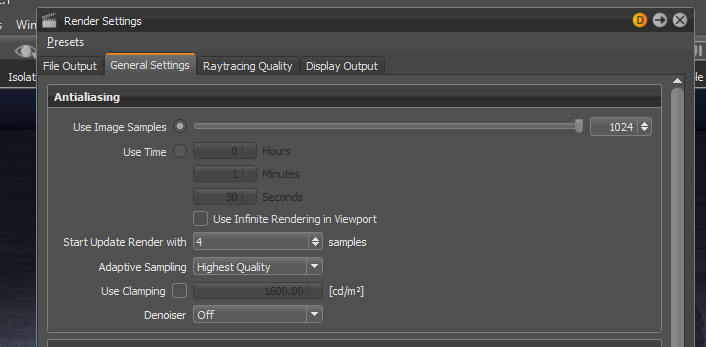 Win
Render Settings
D
Presets
Isolat
File Output
General Settings
Raytracing Quality
Display Output
Antialiasing
Use Image Samples
1024
Use Time
0
Hours
1
Minutes
30
Seconds
Use Infinite Rendering in Viewport
Start Update Render with
4
samples
Adaptive Sampling
Highest Quality
Use Clamping
1600.00
[cd/m²]
Denoiser
Off